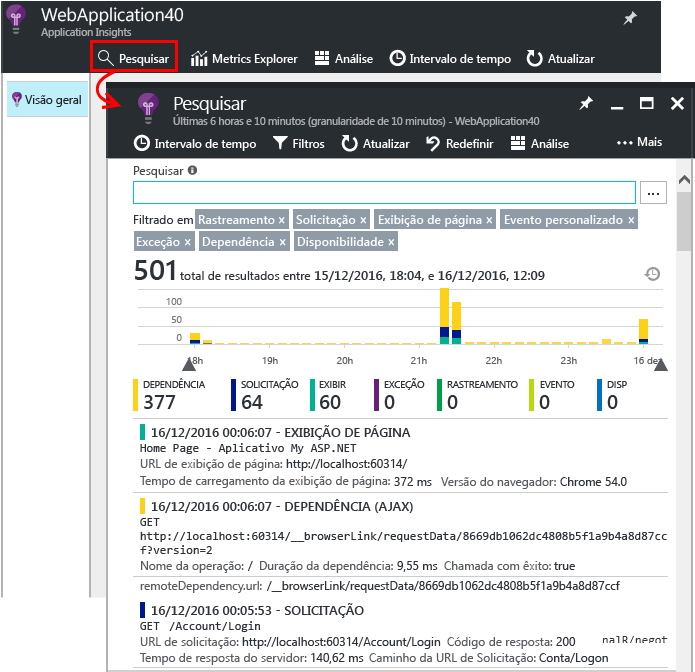 WebApplication40
Application Insights
Pesquisar Metrics Explorer Análise Intervalo de tempo Atualizar
Visão geral
Pesquisar
Últimas 6 horas e 10 minutos (granularidade de 10 minutos) - WebApplication40
Intervalo de tempo Filtros Atualizar Redefinir Análise ••• Mais
Pesquisar
...
Filtrado em Rastreamento × Solicitação × Exibição de página × Evento personalizado ×
Exceção × Dependência × Disponibilidade ×
501 total de resultados entre 15/12/2016, 18:04, e 16/12/2016, 12:09
100
50
0
18h 19h 20h 21h 22h 23h 16 dez
DEPENDÊNCIA SOLICITAÇÃO EXIBIR EXCEÇÃO RASTREAMENTO EVENTO DISP
377 64 60 0 0 0 0
16/12/2016 00:06:07 - EXIBIÇÃO DE PÁGINA
Home Page - Aplicativo My ASP.NET
URL de exibição de página: http://localhost:60314/
Tempo de carregamento da exibição de página: 372 ms Versão do navegador: Chrome 54.0
16/12/2016 00:06:07 - DEPENDÊNCIA (AJAX)
GET
http://localhost:60314/__browserLink/requestData/8669db1062dc4808b5f1a9b4a8d87cc
f?version=2
Nome da operação: / Duração da dependência: 9,55 ms Chamada com êxito: true
remoteDependency.url: /__browserLink/requestData/8669db1062dc4808b5f1a9b4a8d87ccf
16/12/2016 00:05:53 - SOLICITAÇÃO
GET /Account/Login
URL de solicitação: http://localhost:60314/Account/Login Código de resposta: 200 nalR/negot
Tempo de resposta do servidor: 140,62 ms Caminho da URL de Solicitação: Conta/Logon